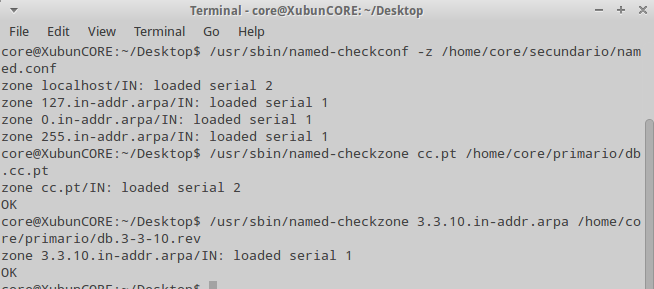 Terminal - core@XubunCORE:~/Desktop
File Edit View Terminal Go Help
core@XubunCORE:~/Desktop$ /usr/sbin/named-checkconf -z /home/core/secundario/nam
ed.conf
zone localhost/IN: loaded serial 2
zone 127.in-addr.arpa/IN: loaded serial 1
zone 0.in-addr.arpa/IN: loaded serial 1
zone 255.in-addr.arpa/IN: loaded serial 1
core@XubunCORE:~/Desktop$ /usr/sbin/named-checkzone cc.pt /home/core/primario/db
.cc.pt
zone cc.pt/IN: loaded serial 2
OK
core@XubunCORE:~/Desktop$ /usr/sbin/named-checkzone 3.3.10.in-addr.arpa /home/co
re/primario/db.3-3-10.rev
zone 3.3.10.in-addr.arpa/IN: loaded serial 1
OK
core@XubunCORE:~/Desktop$